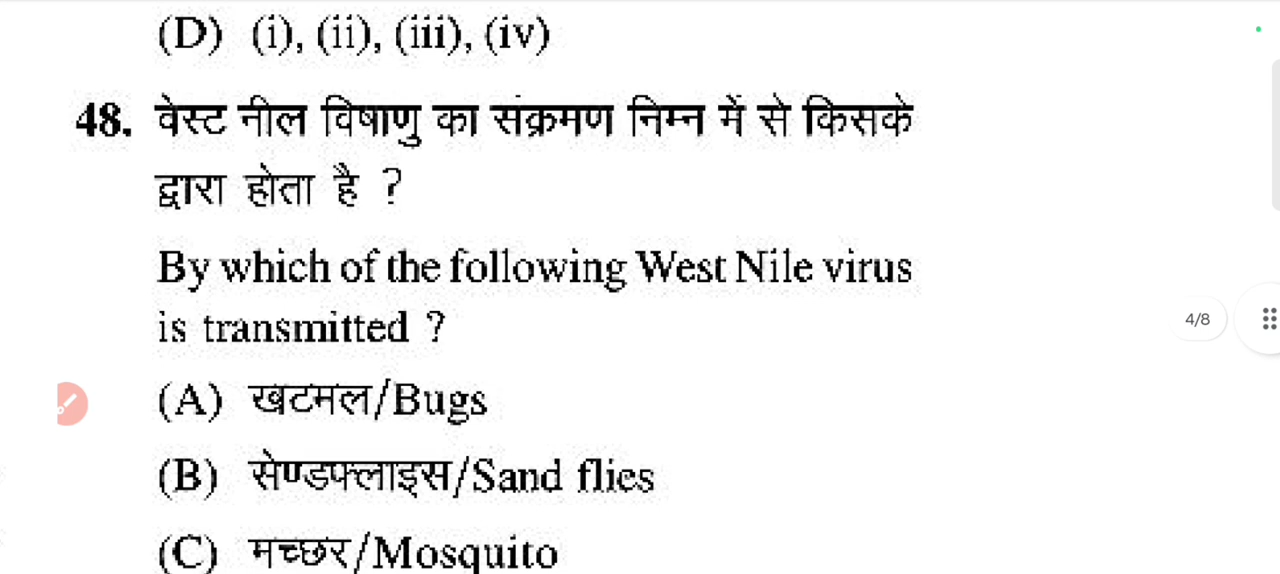 (D) (i), (ii), (iii), (iv)
48. वेस्ट नील विषाणु का संक्रमण निम्न में से किसके
द्वारा होता है ?
By which of the following West Nile virus
is transmitted ?
4/8
(A) खटमल/Bugs
(B) सेण्डफ्लाइस/Sand flies
(C) मच्छर/Mosquito